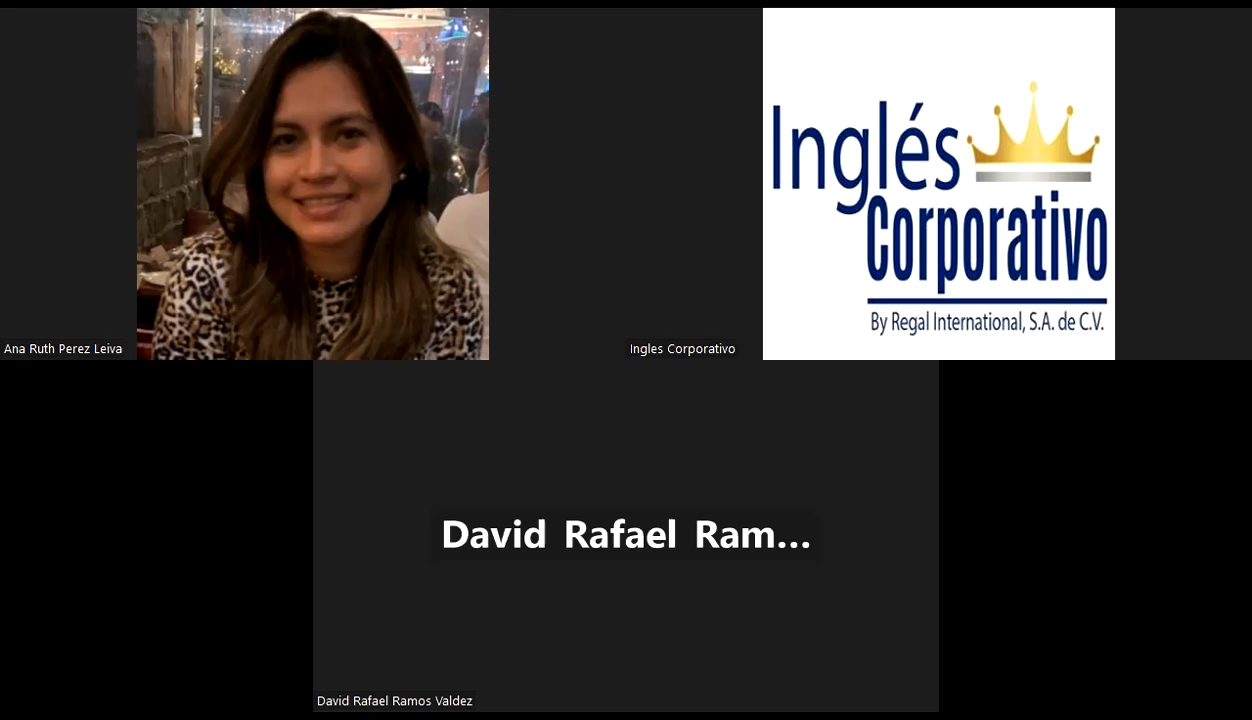 Inglés
Corporativo
By Regal International, S.A. de C.V.
Ana Ruth Perez Leiva
Ingles Corporativo
David Rafael Ram...
David Rafael Ramos Valdez